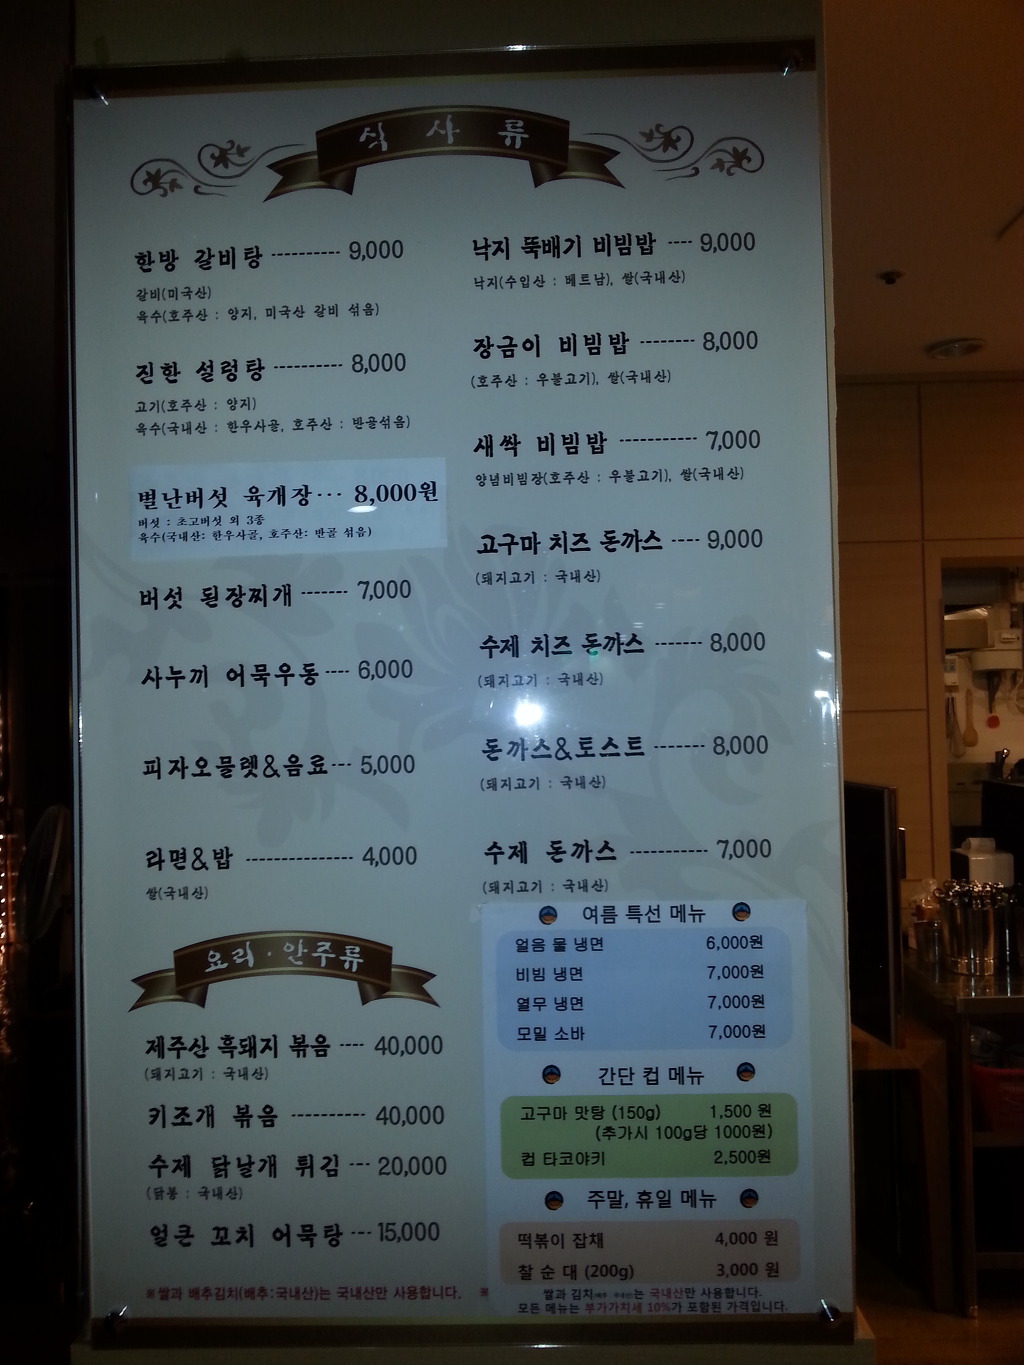 식 사 류
한방 갈비탕 ---------- 9,000
갈비(미국산)
육수(호주산 : 양지, 미국산 갈비 섞음)
진한 설렁탕 ---------- 8,000
고기(호주산 : 양지)
육수(국내산 : 한우사골, 호주산 : 반골섞음)
별난버섯 육개장··· 8,000원
버섯 : 초고버섯 외 3종
육수(국내산: 한우사골, 호주산: 반골 섞음)
버섯 된장찌개 ------- 7,000
사누끼 어묵우동 ---- 6,000
피자오믈렛&음료--- 5,000
라면&밥 ---------------- 4,000
쌀(국내산)
낙지 뚝배기 비빔밥 ---- 9,000
낙지(수입산 : 베트남), 쌀(국내산)
장금이 비빔밥 -------- 8,000
(호주산 : 우불고기), 쌀(국내산)
새싹 비빔밥 ----------- 7,000
양념비빔장(호주산 : 우불고기), 쌀(국내산)
고구마 치즈 돈까스 ---- 9,000
(돼지고기 : 국내산)
수제 치즈 돈까스 ------- 8,000
(돼지고기 : 국내산)
돈까스&토스트 ------- 8,000
(돼지고기 : 국내산)
수제 돈까스 ----------- 7,000
(돼지고기 : 국내산)
요리·안주류
제주산 흑돼지 볶음 ---- 40,000
(돼지고기 : 국내산)
키조개 볶음 ----------- 40,000
수제 닭날개 튀김 --- 20,000
(닭봉 : 국내산)
얼큰 꼬치 어묵탕 --- 15,000
※쌀과 배추김치(배추:국내산)는 국내산만 사용합니다. ※
여름 특선 메뉴
얼음 물 냉면 6,000원
비빔 냉면 7,000원
열무 냉면 7,000원
모밀 소바 7,000원
간단 컵 메뉴
고구마 맛탕 (150g) 1,500 원
(추가시 100g당 1000원)
컵 타코야키 2,500원
주말, 휴일 메뉴
떡볶이 잡채 4,000 원
찰 순 대 (200g) 3,000 원
쌀과 김치는 국내산만 사용합니다.
모든 메뉴는 부가가치세 10%가 포함된 가격입니다.